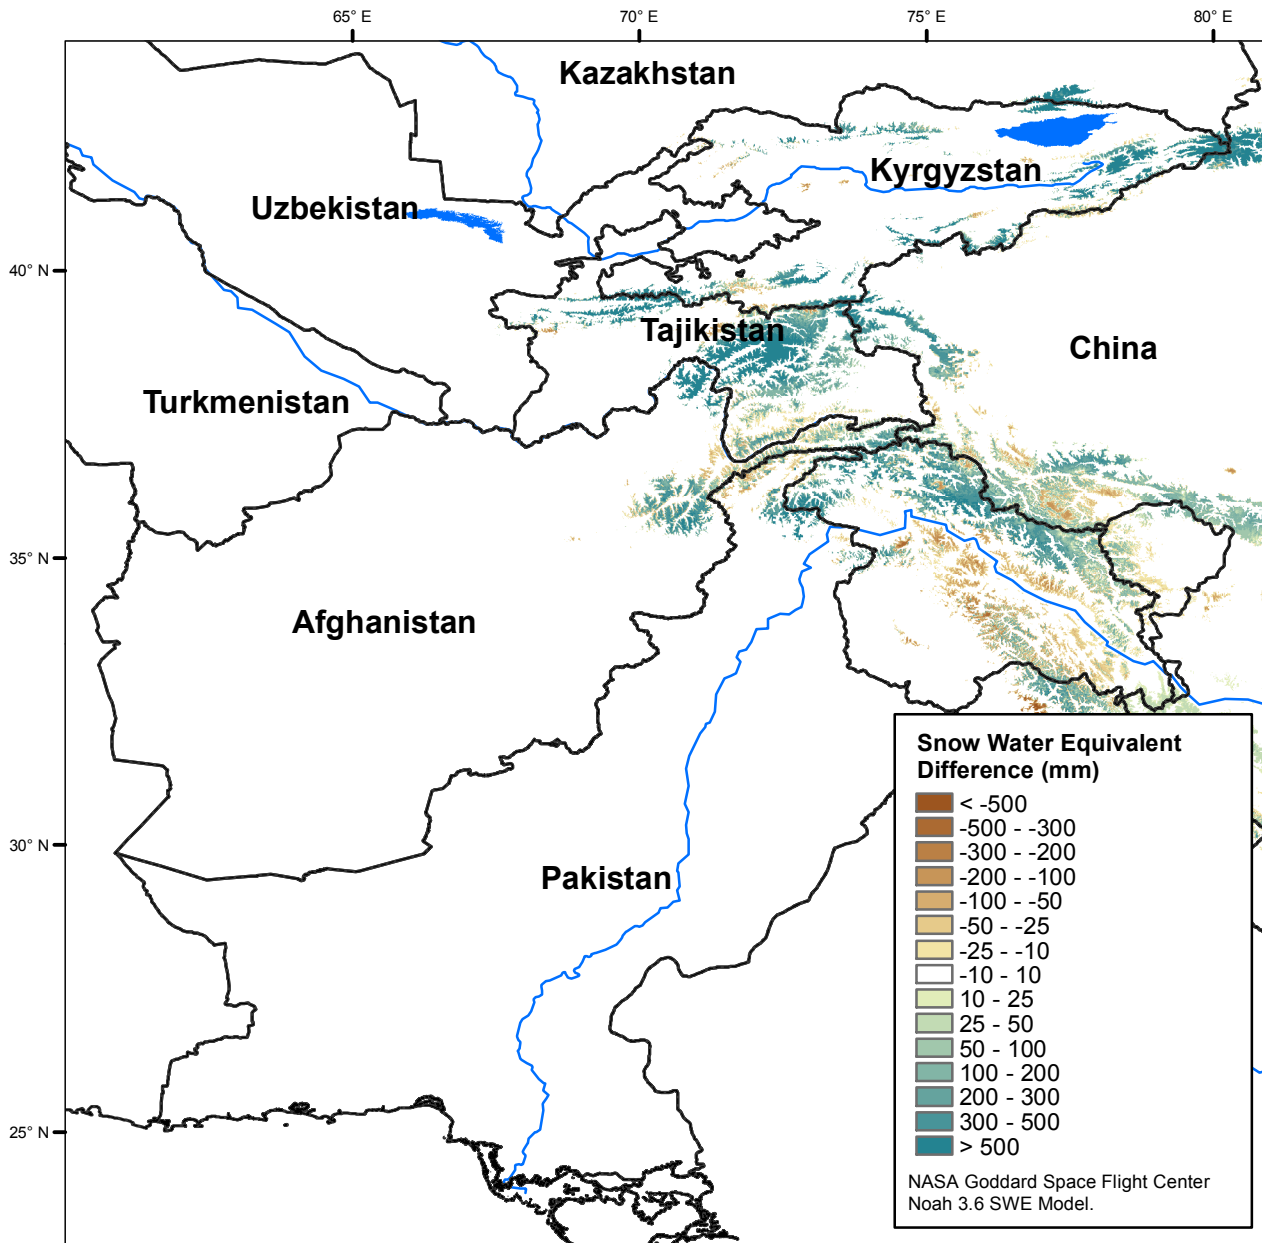 65° E
70° E
75° E
80° E
Kazakhstan
Kyrgyzstan
Uzbekistan
40° N
Tajikistan
China
Turkmenistan
35° N
Afghanistan
30° N
Pakistan
25° N
Snow Water Equivalent
Difference (mm)
< -500
-500 - -300
-300 - -200
-200 - -100
-100 - -50
-50 - -25
-25 - -10
-10 - 10
10 - 25
25 - 50
50 - 100
100 - 200
200 - 300
300 - 500
> 500
NASA Goddard Space Flight Center
Noah 3.6 SWE Model.